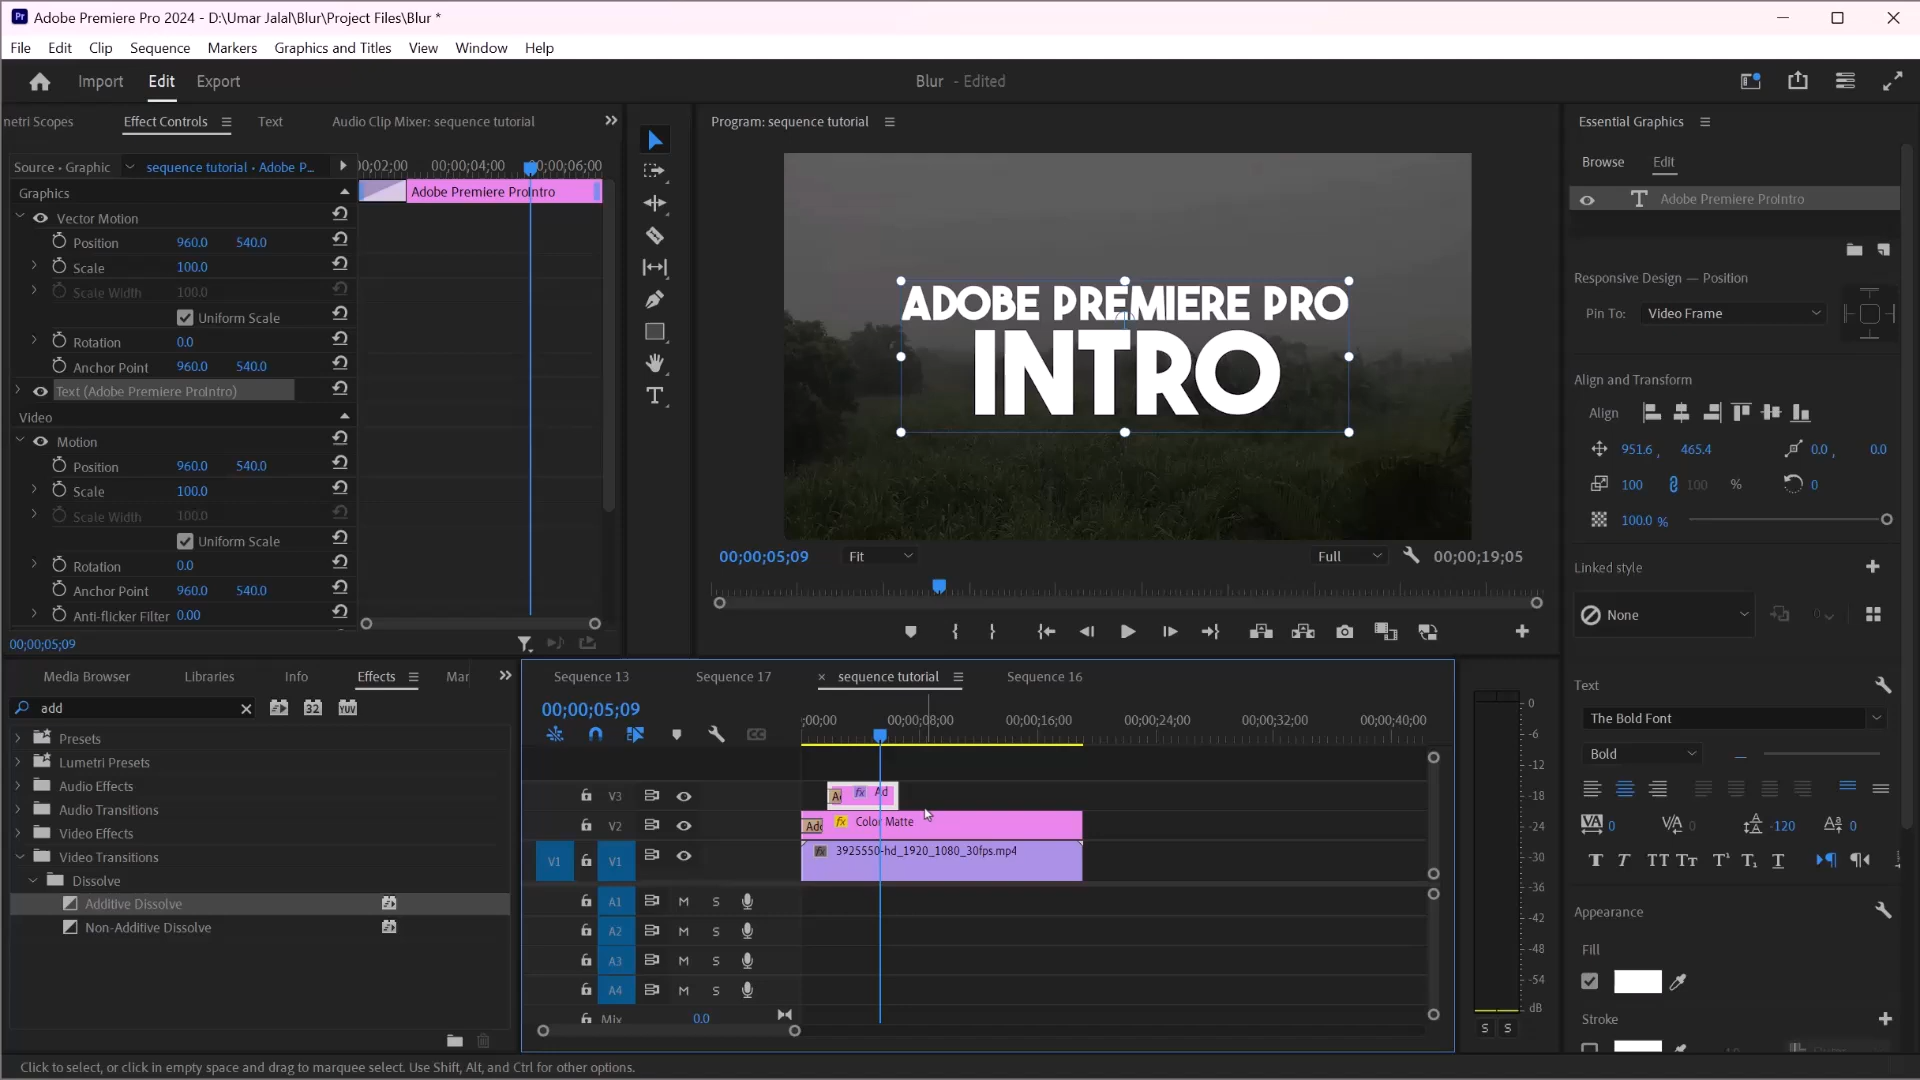 Pr Adobe Premiere Pro 2024 - D:\Umar Jalal\Blur\Project Files\Blur *
File Edit Clip Sequence Markers Graphics and Titles View Window Help
Import Edit Export
Blur - Edited
netri Scopes Effect Controls Text Audio Clip Mixer: sequence tutorial
Source • Graphic sequence tutorial • Adobe P...
;00;02;00 00;00;04;00 00;00;06;00
Graphics
Adobe Premiere ProIntro
Vector Motion
Position 960.0 540.0
Scale 100.0
Scale Width 100.0
Uniform Scale
Rotation 0.0
Anchor Point 960.0 540.0
Text (Adobe Premiere ProIntro)
Video
Motion
Position 960.0 540.0
Scale 100.0
Scale Width 100.0
Uniform Scale
Rotation 0.0
Anchor Point 960.0 540.0
Anti-flicker Filter 0.00
00;00;05;09
Program: sequence tutorial
ADOBE PREMIERE PRO
INTRO
00;00;05;09 Fit Full 00;00;19;05
Essential Graphics
Browse Edit
Adobe Premiere ProIntro
Responsive Design — Position
Pin To: Video Frame
Align and Transform
Align
951.6 , 465.4 0.0 , 0.0
100 100 % 0
100.0 %
Linked style
None
Text
The Bold Font
Bold
0 0 -120 0
Appearance
Fill
Stroke
Media Browser Libraries Info Effects Mar
add
32 YUV
Presets
Lumetri Presets
Audio Effects
Audio Transitions
Video Effects
Video Transitions
Dissolve
Additive Dissolve
Non-Additive Dissolve
Sequence 13 Sequence 17 × sequence tutorial Sequence 16
00;00;05;09
;00;00 00;00;08;00 00;00;16;00 00;00;24;00 00;00;32;00 00;00;40;00
V3 Ad fx Ad
V2 Add fx Color Matte
V1 V1 fx 3925550-hd_1920_1080_30fps.mp4
A1 M S
A2 M S
A3 M S
A4 M S
Mix 0.0
0
-6
-12
-18
-24
-30
-36
-42
-48
-54
dB
S S
Click to select, or click in empty space and drag to marquee select. Use Shift, Alt, and Ctrl for other options.